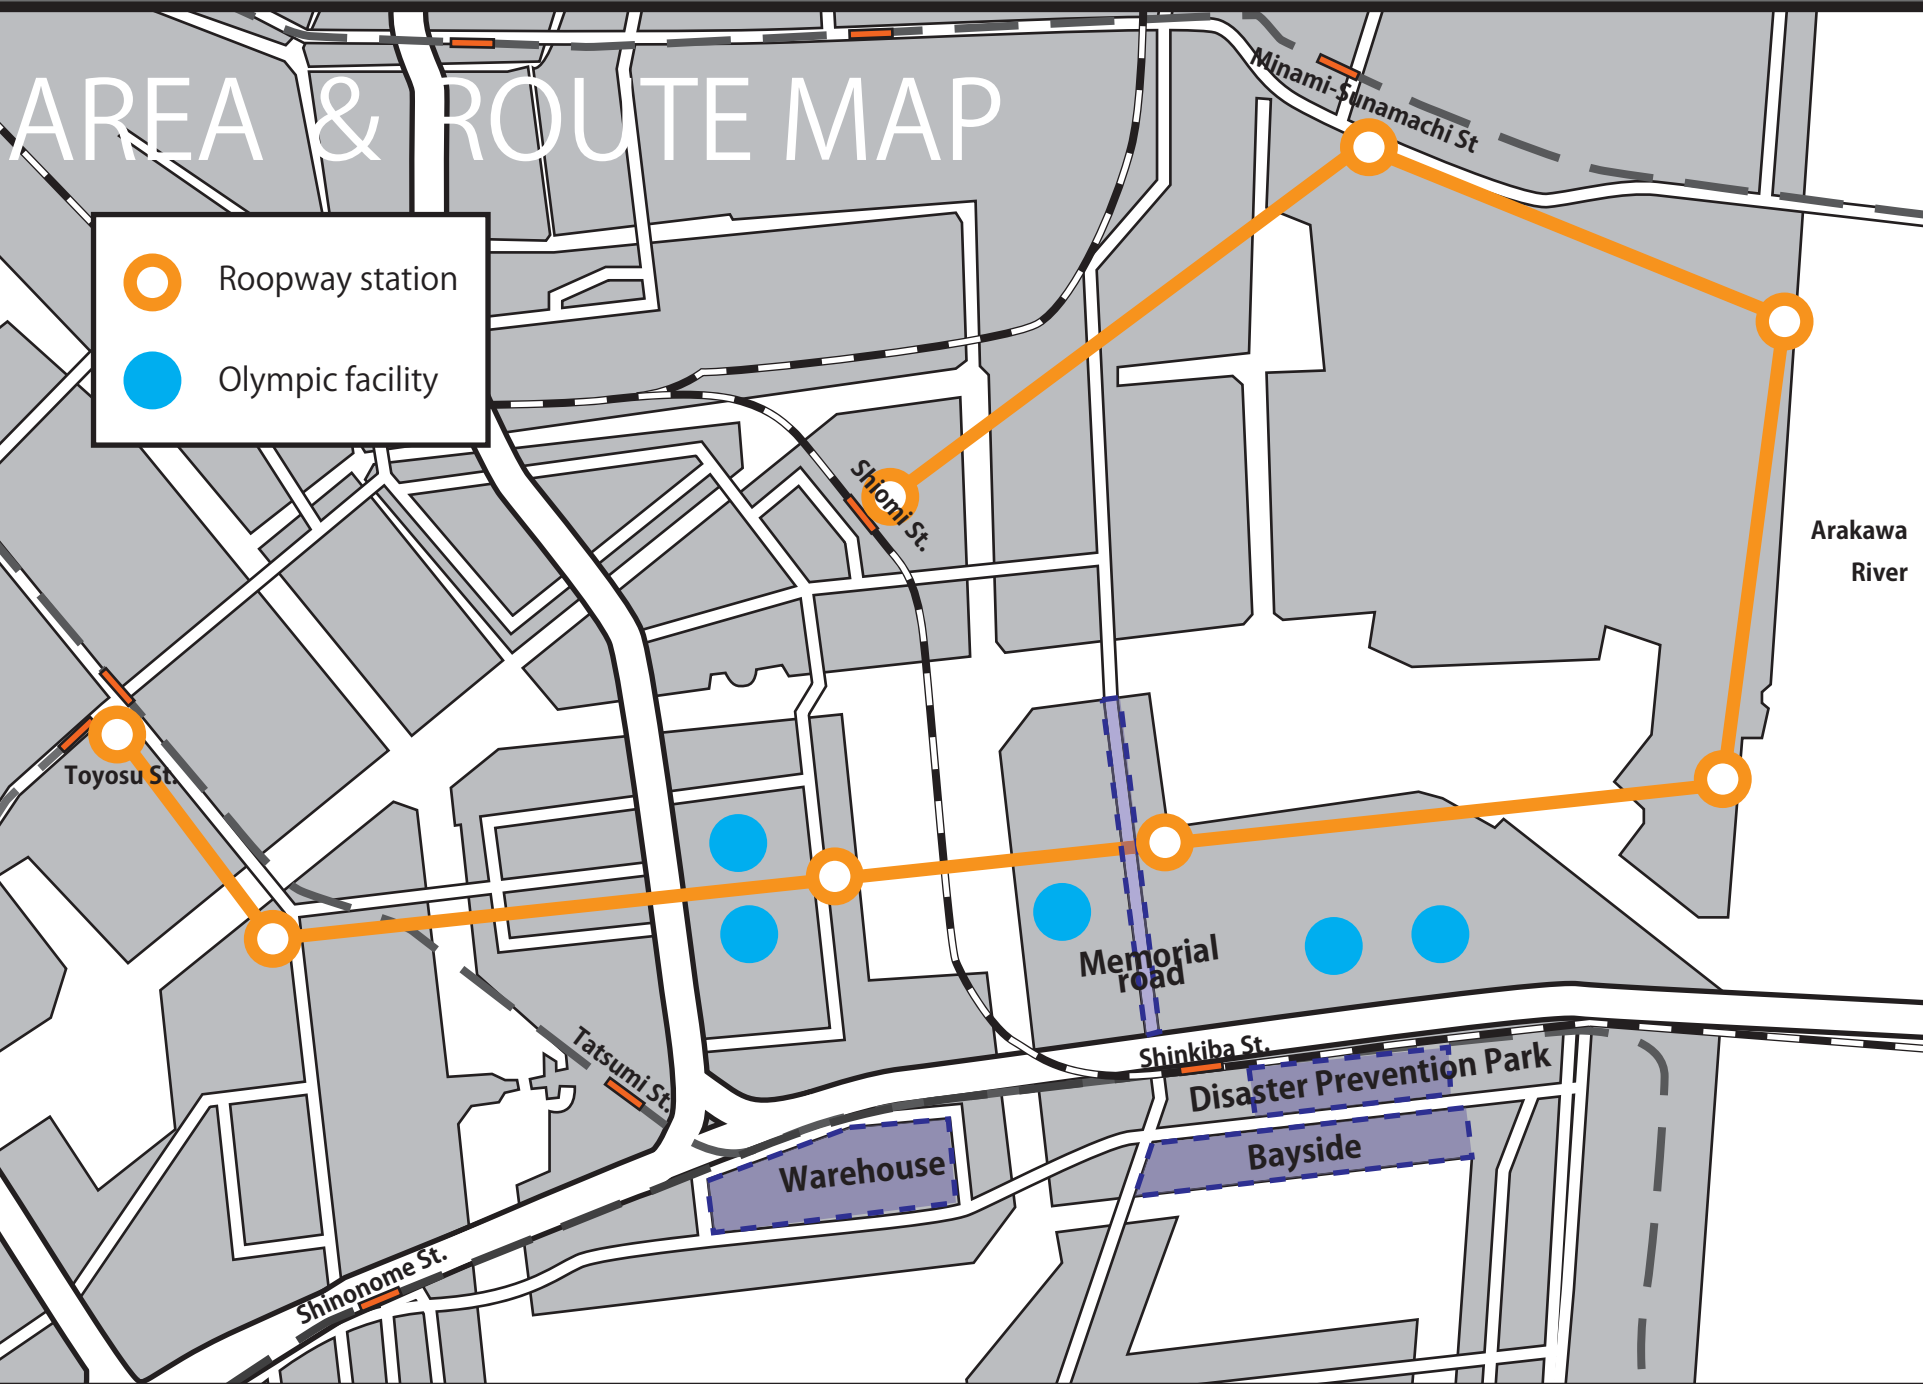 AREA & ROUTE MAP
Minami-Sunamachi St
Roopway station
Olympic facility
Shiomi St.
Arakawa
River
Toyosu St.
Memorial
road
Tatsumi St.
Shinkiba St.
Disaster Prevention Park
Bayside
Warehouse
Shinonome St.